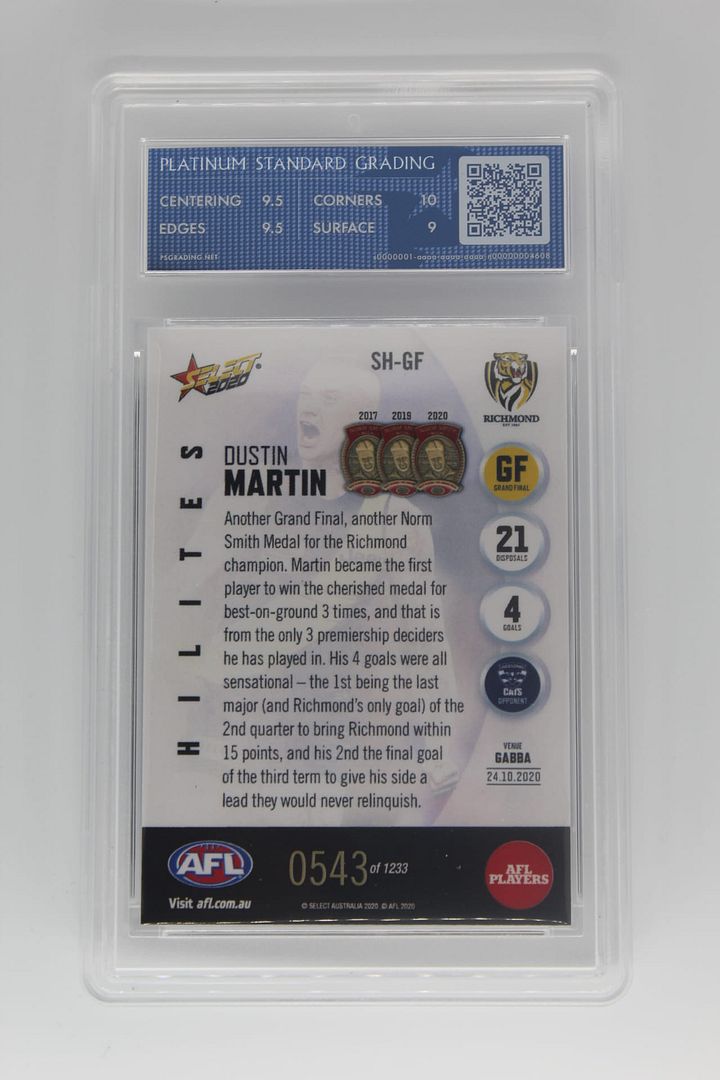 PLATINUM STANDARD GRADING
CENTERING 9.5 CORNERS 10
EDGES 9.5 SURFACE 9
PSGRADING.NET
SELECT
2020
SH-GF
RICHMOND
2017 2019 2020
HILITES
DUSTIN
MARTIN
Another Grand Final, another Norm
Smith Medal for the Richmond
champion. Martin became the first
player to win the cherished medal for
best-on-ground 3 times, and that is
from the only 3 premiership deciders
he has played in. His 4 goals were all
sensational – the 1st being the last
major (and Richmond's only goal) of the
2nd quarter to bring Richmond within
15 points, and his 2nd the final goal
of the third term to give his side a
lead they would never relinquish.
GF
GRAND FINAL
21
DISPOSALS
4
GOALS
CATS
OPPONENT
VENUE
GABBA
24.10.2020
AFL
Visit afl.com.au
0543 of 1233
© SELECT AUSTRALIA 2020 © AFL 2020
AFL
PLAYERS